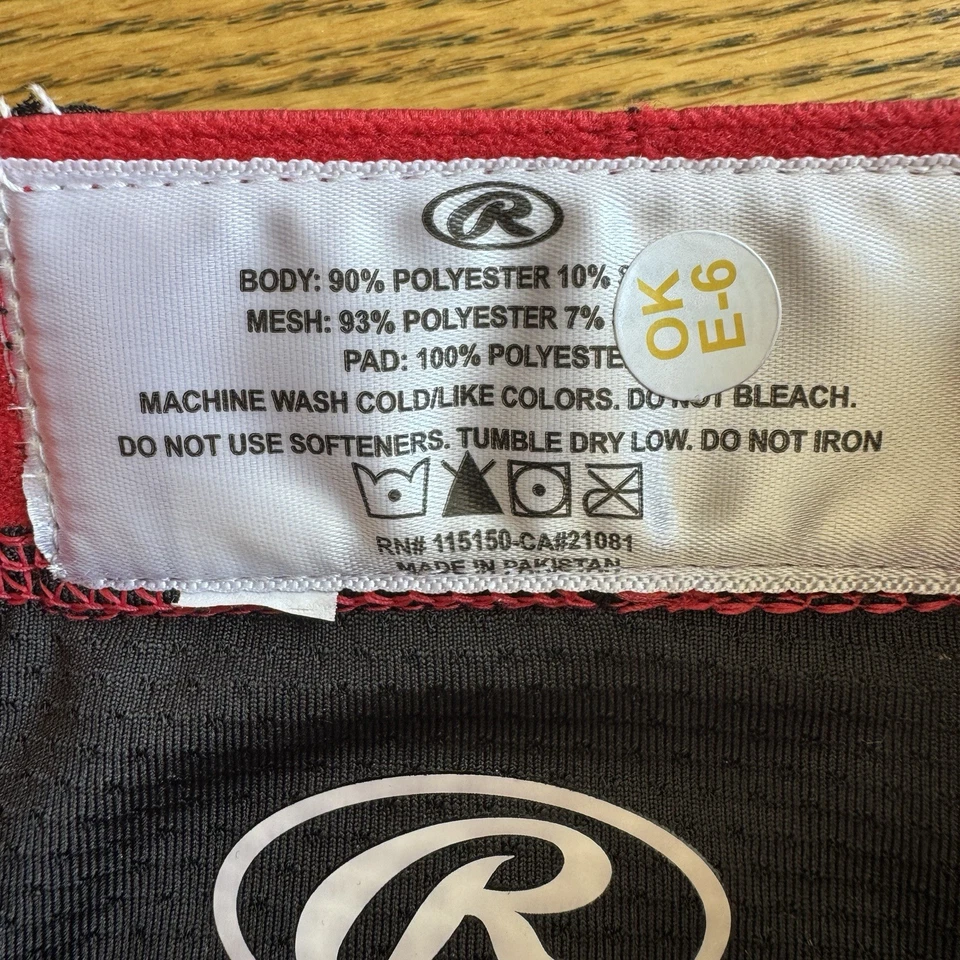 R
BODY: 90% POLYESTER 10%
MESH: 93% POLYESTER 7%
PAD: 100% POLYESTE
MACHINE WASH COLD/LIKE COLORS. DO NOT BLEACH.
DO NOT USE SOFTENERS. TUMBLE DRY LOW. DO NOT IRON
RN# 115150-CA#21081
MADE IN PAKISTAN
OK
E-6
R